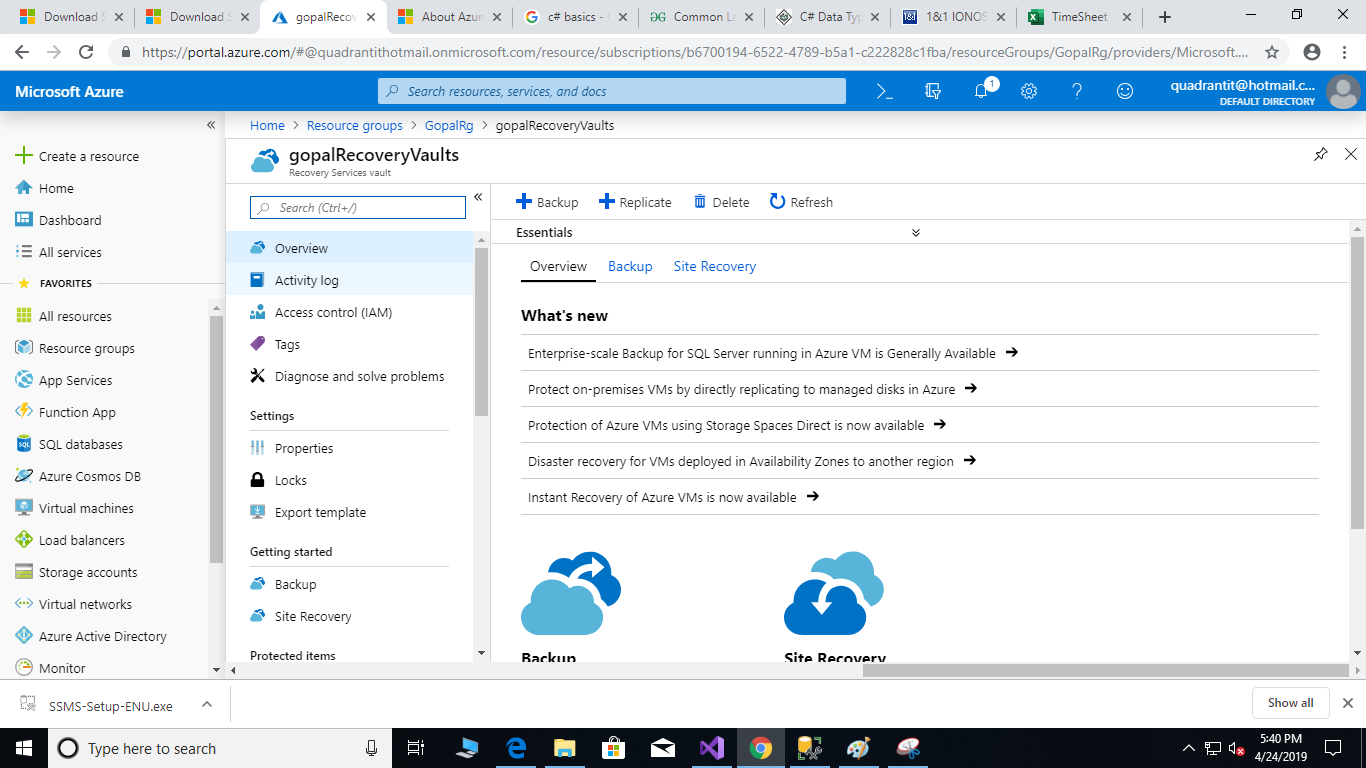 Download S
Download S
gopalRecov
About Azur
c# basics - G
Common La
C# Data Typ
1&1 IONOS
TimeSheet -
https://portal.azure.com/#@quadrantithotmail.onmicrosoft.com/resource/subscriptions/b6700194-6522-4789-b5a1-c222828c1fba/resourceGroups/GopalRg/providers/Microsoft....
Microsoft Azure
Search resources, services, and docs
1
quadrantit@hotmail.c...
DEFAULT DIRECTORY
Home > Resource groups > GopalRg > gopalRecoveryVaults
Create a resource
Home
Dashboard
All services
FAVORITES
All resources
Resource groups
App Services
Function App
SQL databases
Azure Cosmos DB
Virtual machines
Load balancers
Storage accounts
Virtual networks
Azure Active Directory
Monitor
gopalRecoveryVaults
Recovery Services vault
Search (Ctrl+/)
Overview
Activity log
Access control (IAM)
Tags
Diagnose and solve problems
Settings
Properties
Locks
Export template
Getting started
Backup
Site Recovery
Protected items
Backup
Replicate
Delete
Refresh
Essentials
Overview
Backup
Site Recovery
What's new
Enterprise-scale Backup for SQL Server running in Azure VM is Generally Available
Protect on-premises VMs by directly replicating to managed disks in Azure
Protection of Azure VMs using Storage Spaces Direct is now available
Disaster recovery for VMs deployed in Availability Zones to another region
Instant Recovery of Azure VMs is now available
Backup
Site Recovery
SSMS-Setup-ENU.exe
Show all
Type here to search
5:40 PM
4/24/2019